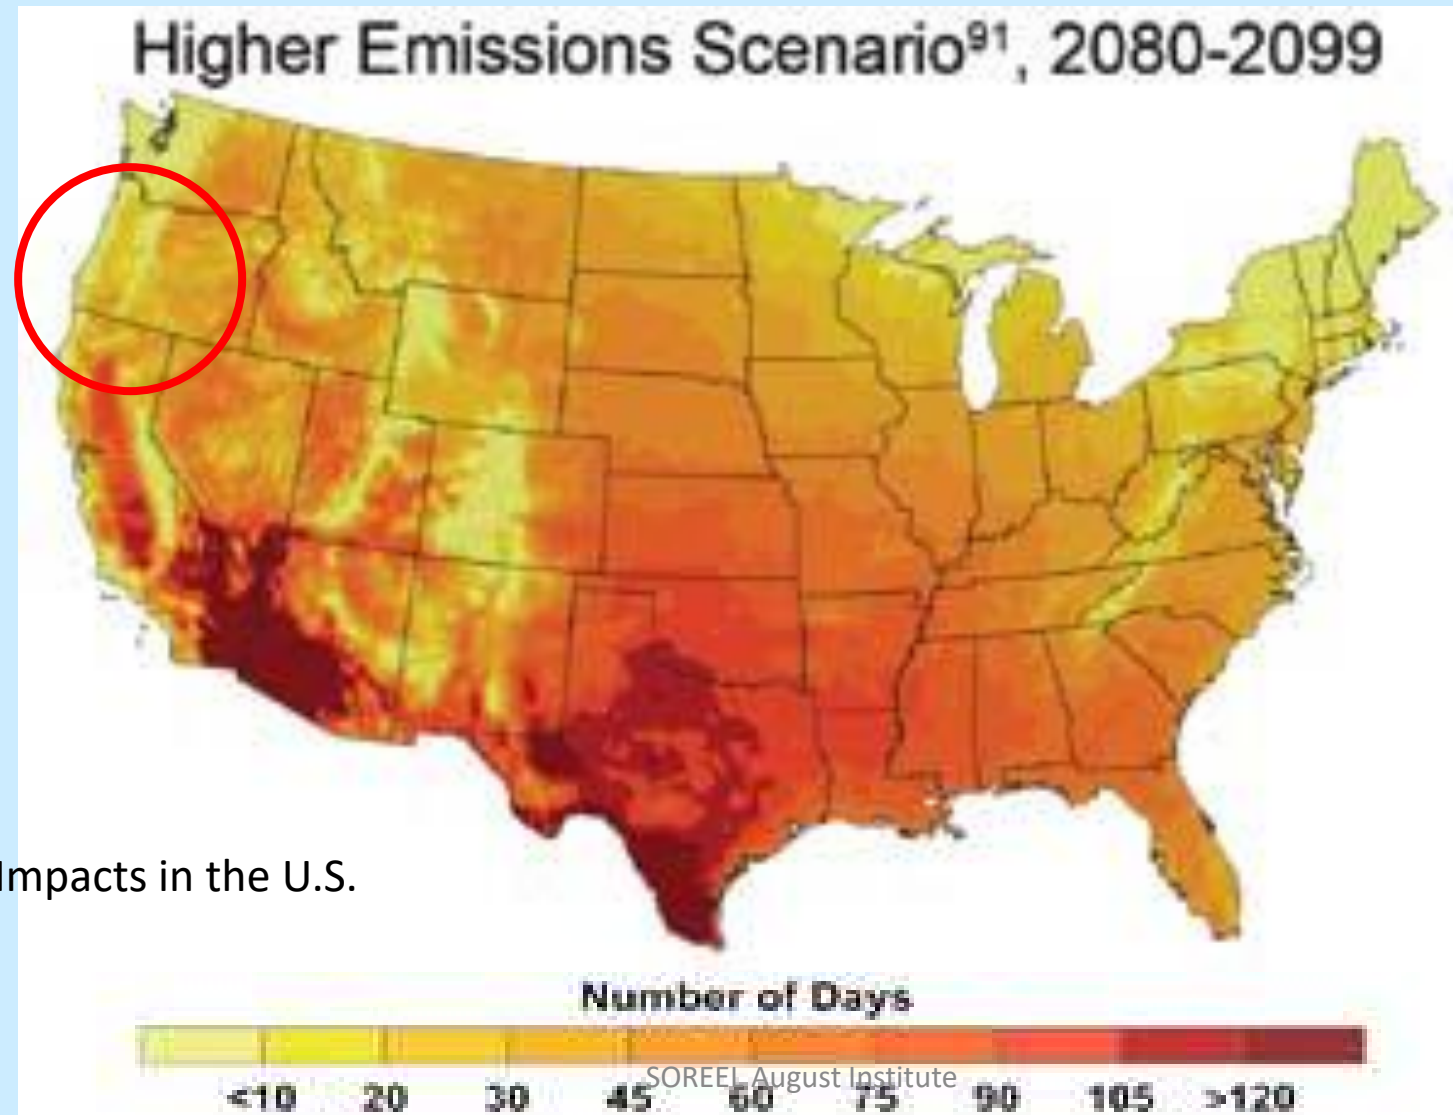 Higher Emissions Scenario⁹¹, 2080-2099
Impacts in the U.S.
Number of Days
SOREEL August Institute
<10 20 30 45 60 75 90 105 >120